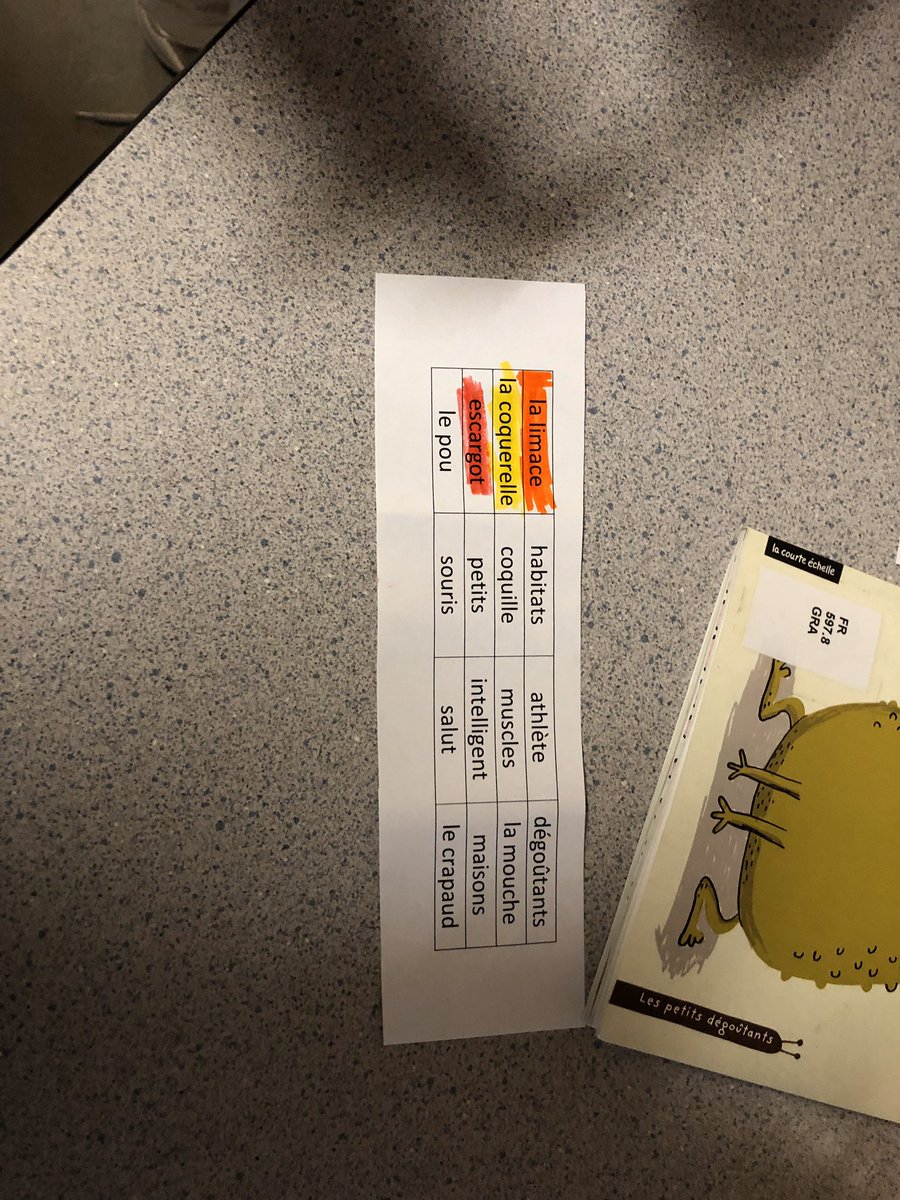 la limace habitats athlète dégoûtants
la coquerelle coquille muscles la mouche
escargot petits intelligent maisons
le pou souris salut le crapaud
la courte échelle
FR
597.8
GRA
Les petits dégoûtants